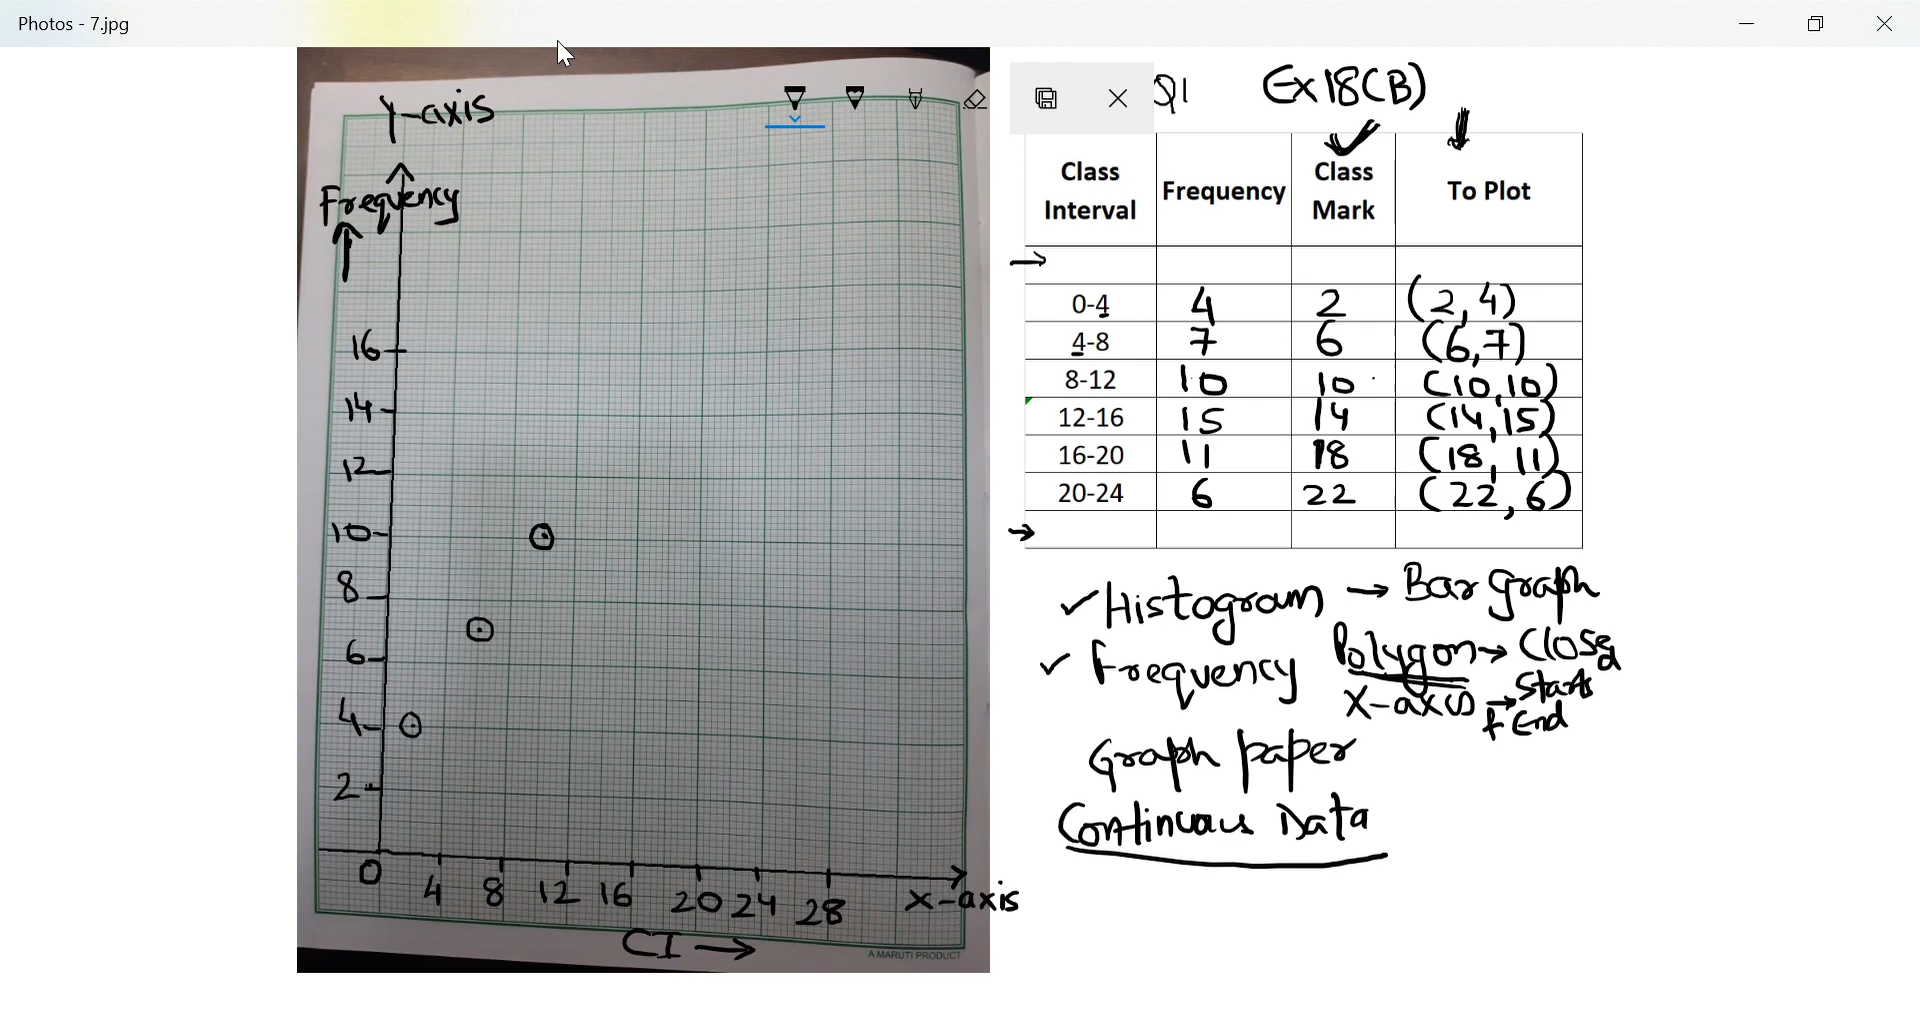 Photos - 7.jpg
Y-axis
Frequency
16
14
12
10
8
6
4
2
0 4 8 12 16 20 24 28 X-axis
CI →
A MARUTI PRODUCT
Q1 Ex18(B)
Class Interval Frequency Class Mark To Plot
0-4 4 2 (2,4)
4-8 7 6 (6,7)
8-12 10 10 (10,10)
12-16 15 14 (14,15)
16-20 11 18 (18,11)
20-24 6 22 (22,6)
✓ Histogram → Bar graph
✓ Frequency Polygon → Closed
X-axis → Starts
& End
Graph paper
Continuous Data